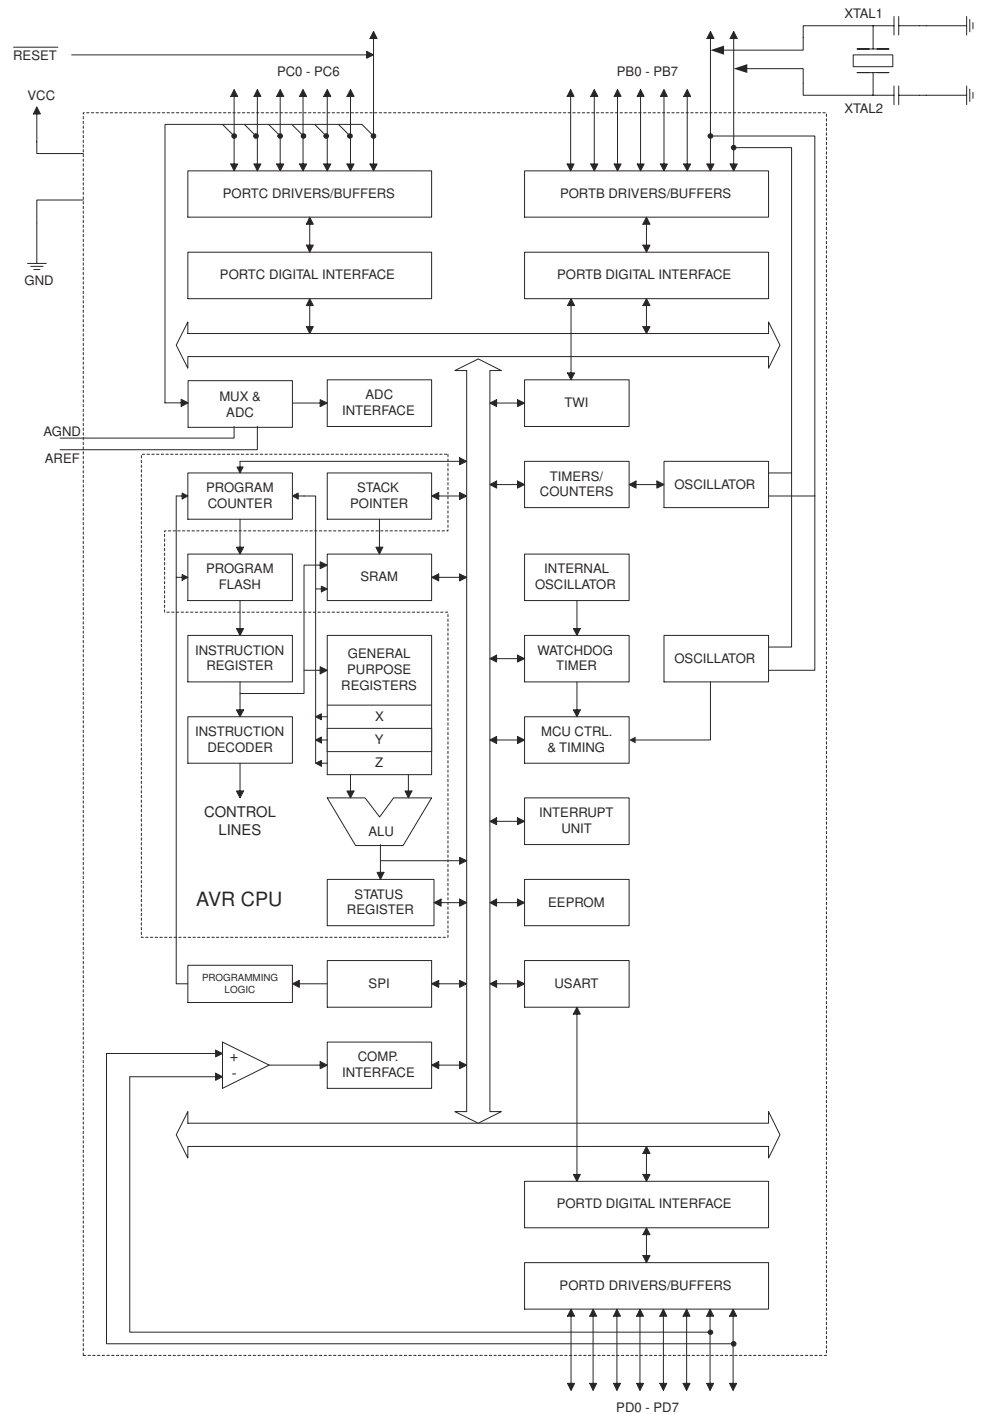 XTAL1
RESET
PC0 - PC6
PB0 - PB7
VCC
XTAL2
PORTC DRIVERS/BUFFERS
PORTB DRIVERS/BUFFERS
PORTC DIGITAL INTERFACE
PORTB DIGITAL INTERFACE
GND
MUX &
ADC
ADC
INTERFACE
TWI
AGND
AREF
PROGRAM
COUNTER
STACK
POINTER
TIMERS/
COUNTERS
OSCILLATOR
PROGRAM
FLASH
SRAM
INTERNAL
OSCILLATOR
INSTRUCTION
REGISTER
GENERAL
PURPOSE
REGISTERS
WATCHDOG
TIMER
OSCILLATOR
X
Y
Z
INSTRUCTION
DECODER
MCU CTRL.
& TIMING
CONTROL
LINES
ALU
INTERRUPT
UNIT
AVR CPU
STATUS
REGISTER
EEPROM
PROGRAMMING
LOGIC
SPI
USART
+
-
COMP.
INTERFACE
PORTD DIGITAL INTERFACE
PORTD DRIVERS/BUFFERS
PD0 - PD7